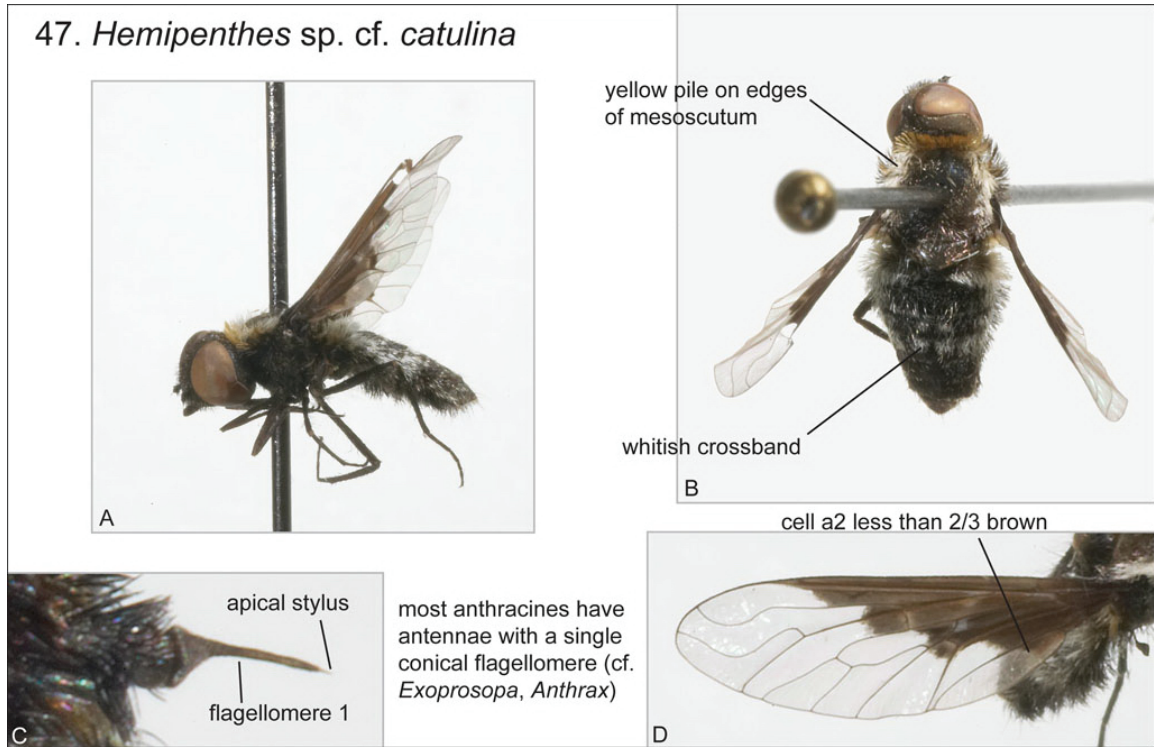 47. Hemipenthes sp. cf. catulina
yellow pile on edges
of mesoscutum
whitish crossband
A
B
cell a2 less than 2/3 brown
apical stylus
flagellomere 1
most anthracines have
antennae with a single
conical flagellomere (cf.
Exoprosopa, Anthrax)
C
D